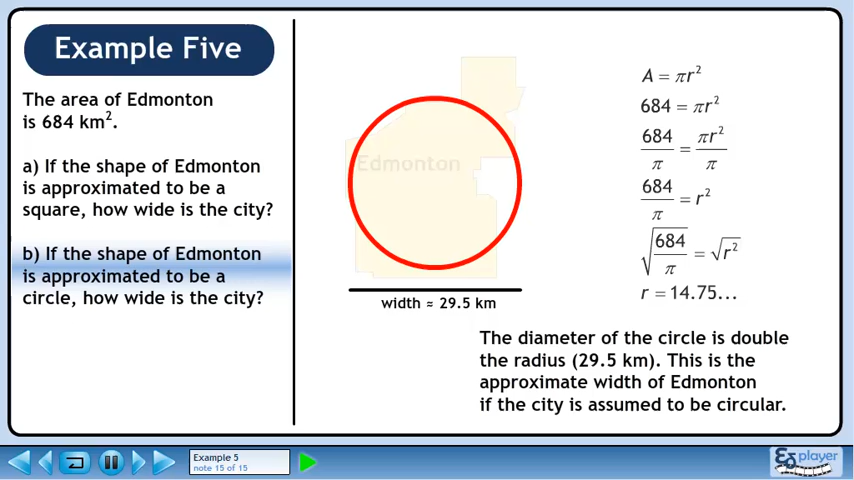 Example Five
The area of Edmonton
is 684 km².
a) If the shape of Edmonton
is approximated to be a
square, how wide is the city?
b) If the shape of Edmonton
is approximated to be a
circle, how wide is the city?
Edmonton
width ≈ 29.5 km
A = πr²
684 = πr²
684/π = πr²/π
684/π = r²
√(684/π) = √r²
r = 14.75...
The diameter of the circle is double
the radius (29.5 km). This is the
approximate width of Edmonton
if the city is assumed to be circular.
Example 5
note 15 of 15
player